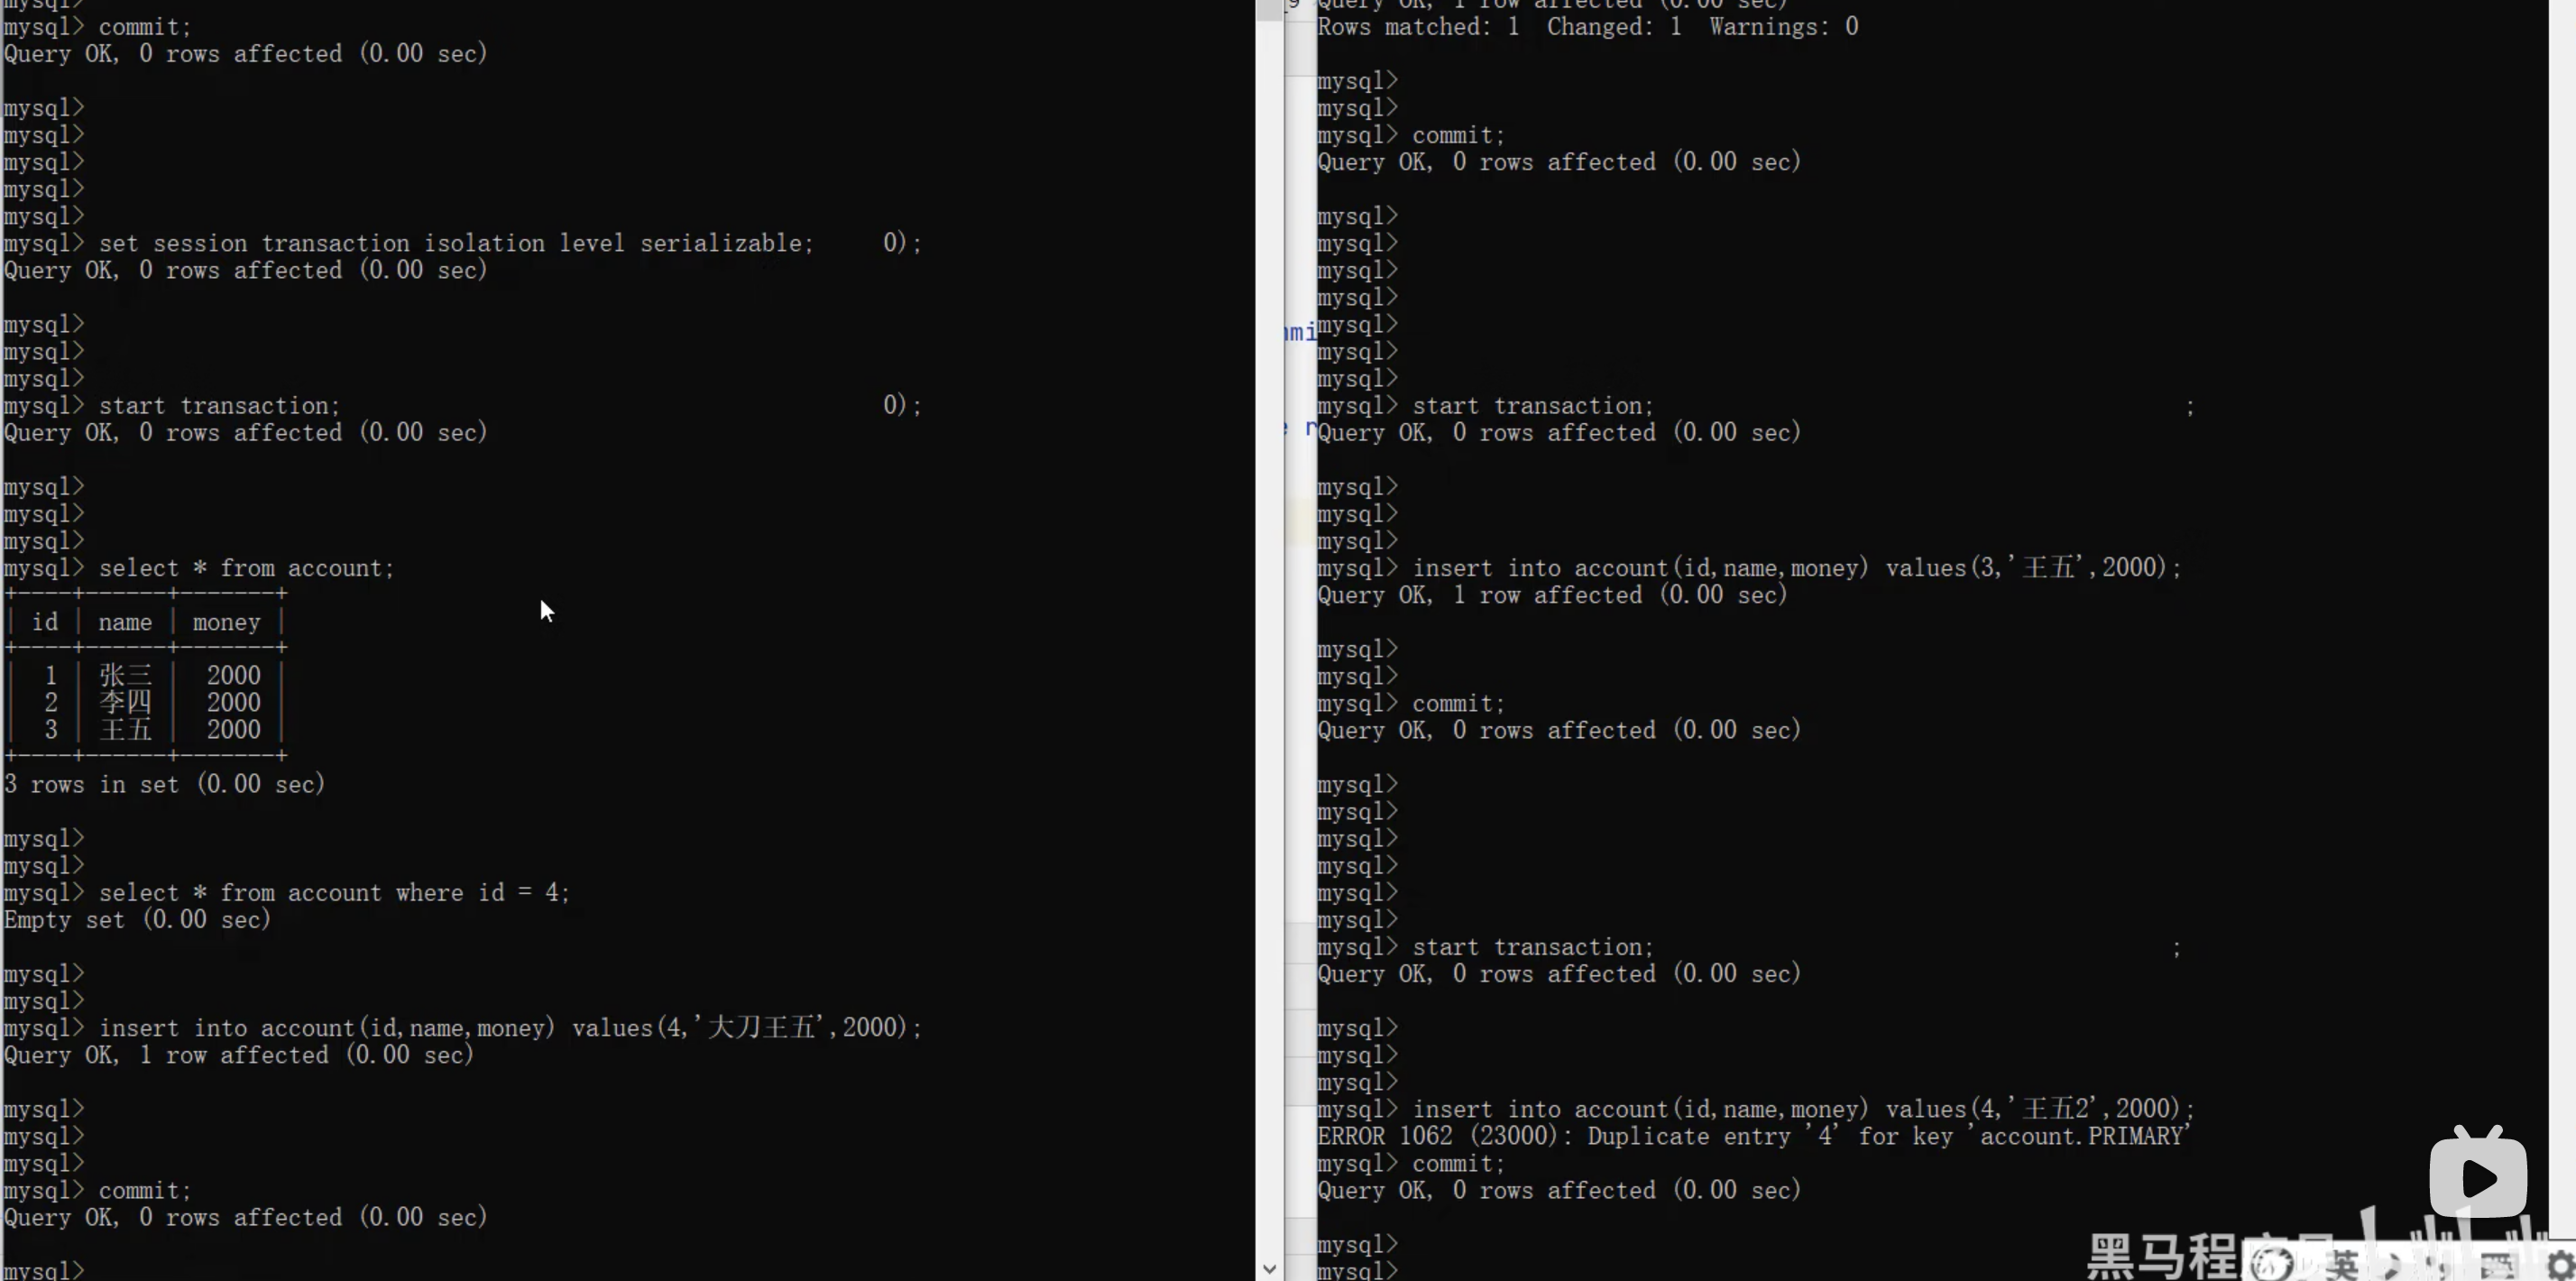 mysql>
mysql> commit;
Query OK, 0 rows affected (0.00 sec)
mysql>
mysql>
mysql>
mysql>
mysql>
mysql> set session transaction isolation level serializable;     0);
Query OK, 0 rows affected (0.00 sec)
mysql>
mysql>
mysql>
mysql> start transaction;     0);
Query OK, 0 rows affected (0.00 sec)
mysql>
mysql>
mysql>
mysql> select * from account;
+----+------+-------+
| id | name | money |
+----+------+-------+
| 1 | 张三 | 2000 |
| 2 | 李四 | 2000 |
| 3 | 王五 | 2000 |
+----+------+-------+
3 rows in set (0.00 sec)
mysql>
mysql>
mysql> select * from account where id = 4;
Empty set (0.00 sec)
mysql>
mysql>
mysql> insert into account(id,name,money) values(4,'大刀王五',2000);
Query OK, 1 row affected (0.00 sec)
mysql>
mysql>
mysql>
mysql> commit;
Query OK, 0 rows affected (0.00 sec)
mysql>
Query OK, 1 row affected (0.00 sec)
Rows matched: 1  Changed: 1  Warnings: 0
mysql>
mysql>
mysql> commit;
Query OK, 0 rows affected (0.00 sec)
mysql>
mysql>
mysql>
mysql>
mysql>
mysql>
mysql>
mysql> start transaction;     ;
Query OK, 0 rows affected (0.00 sec)
mysql>
mysql>
mysql>
mysql> insert into account(id,name,money) values(3,'王五',2000);
Query OK, 1 row affected (0.00 sec)
mysql>
mysql>
mysql> commit;
Query OK, 0 rows affected (0.00 sec)
mysql>
mysql>
mysql>
mysql>
mysql>
mysql>
mysql> start transaction;     ;
Query OK, 0 rows affected (0.00 sec)
mysql>
mysql>
mysql>
mysql> insert into account(id,name,money) values(4,'王五2',2000);
ERROR 1062 (23000): Duplicate entry '4' for key 'account.PRIMARY'
mysql> commit;
Query OK, 0 rows affected (0.00 sec)
mysql>
mysql>
黑马程
英